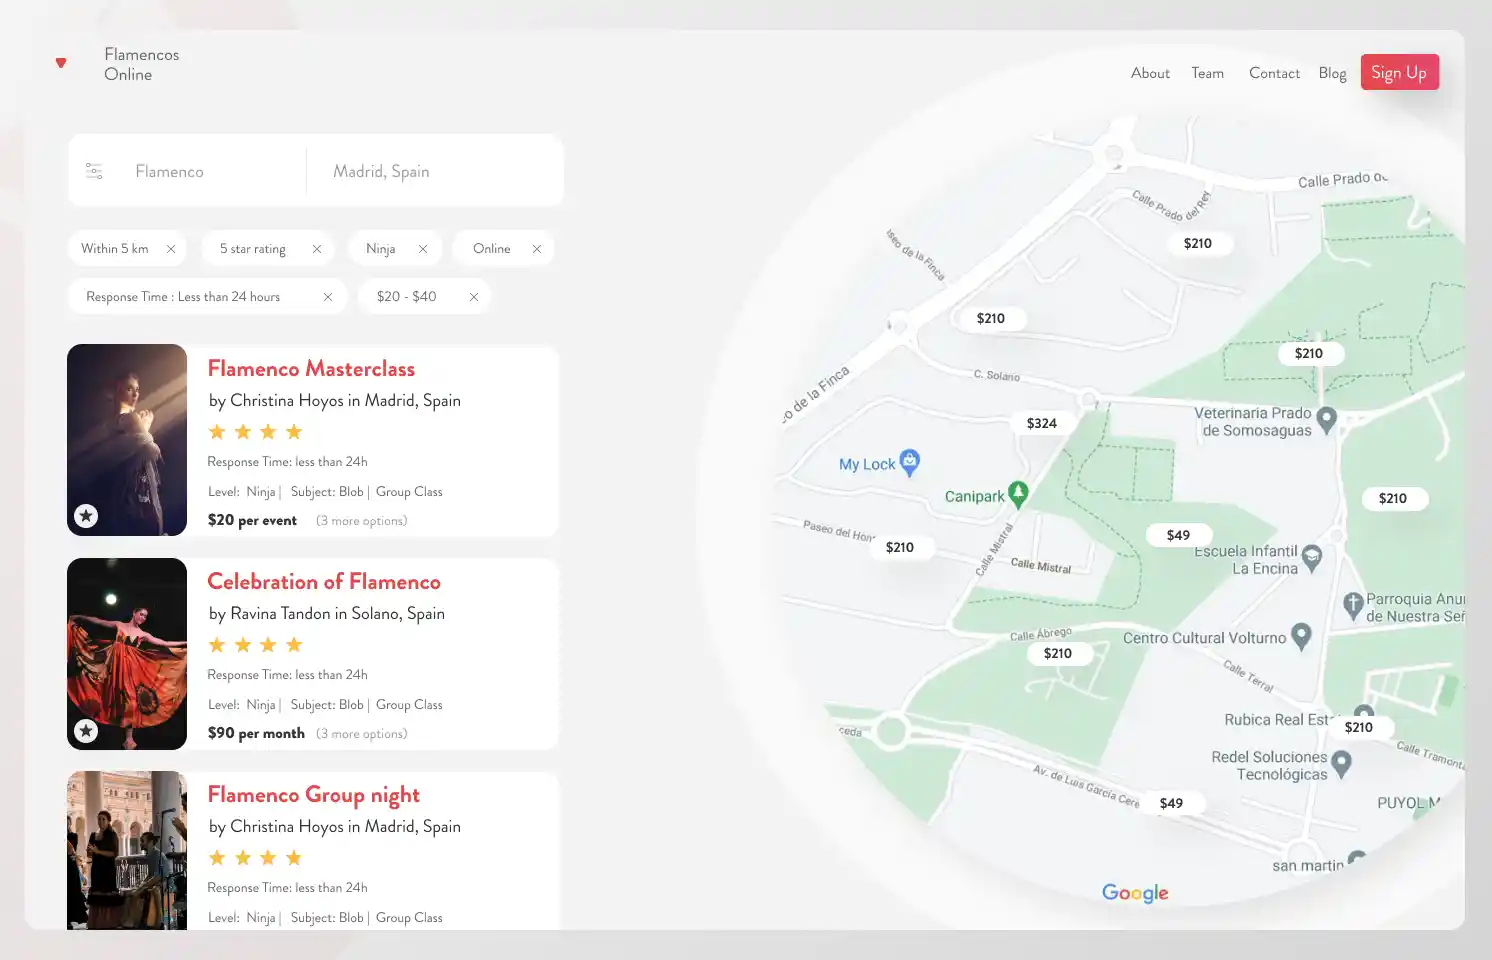 Flamencos
Online
About Team Contact Blog Sign Up
Flamenco Madrid, Spain
Within 5 km 5 star rating Ninja Online
Response Time : Less than 24 hours $20 - $40
Flamenco Masterclass
by Christina Hoyos in Madrid, Spain
Response Time: less than 24h
Level: Ninja | Subject: Blob | Group Class
$20 per event (3 more options)
Celebration of Flamenco
by Ravina Tandon in Solano, Spain
Response Time: less than 24h
Level: Ninja | Subject: Blob | Group Class
$90 per month (3 more options)
Flamenco Group night
by Christina Hoyos in Madrid, Spain
Response Time: less than 24h
Level: Ninja | Subject: Blob | Group Class
Calle Prado d
Calle Prado del Rey
$210
seo de la Finca
$210
$210
C. Solano
o de la Finca
$324
Veterinaria Prado
de Somosaguas
My Lock
Canipark
$210
Paseo del Hon
$210
$49
Calle Mistral
Calle Mistral
Escuela Infantil
La Encina
Parroquia Anu
de Nuestra Señ
Calle Ábrego
Centro Cultural Volturno
$210
Calle Terral
Rubica Real Est
$210
ceda
Calle Tramont
Redel Soluciones
Tecnológicas
Av. de Luis García Cere
$49
PUYOL M
san martin
Google